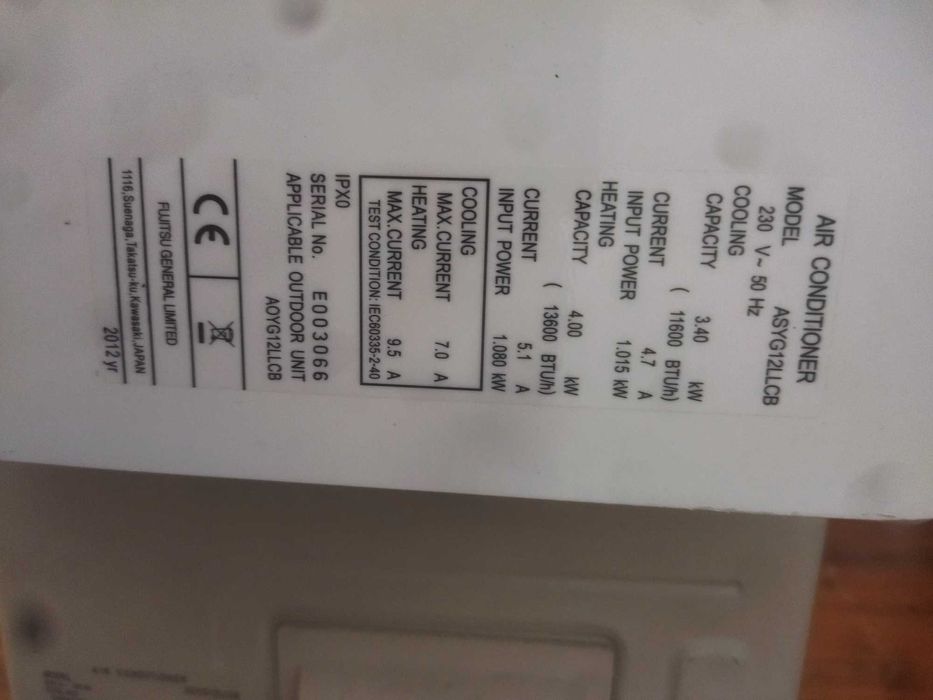 AIR CONDITIONER
MODEL ASYG12LLCB
230 V~ 50 Hz
COOLING
CAPACITY 3.40 kW
( 11600 BTU/h)
CURRENT 4.7 A
INPUT POWER 1.015 kW
HEATING
CAPACITY 4.00 kW
( 13600 BTU/h)
CURRENT 5.1 A
INPUT POWER 1.080 kW
COOLING
MAX.CURRENT 7.0 A
HEATING
MAX.CURRENT 9.5 A
TEST CONDITION: IEC60335-2-40
IPX0
SERIAL No. E003066
APPLICABLE OUTDOOR UNIT
AOYG12LLCB
CE
FUJITSU GENERAL LIMITED
1116,Suenaga,Takatsu-ku,Kawasaki,JAPAN
2012 yr
AIR CONDITIONER
MODEL